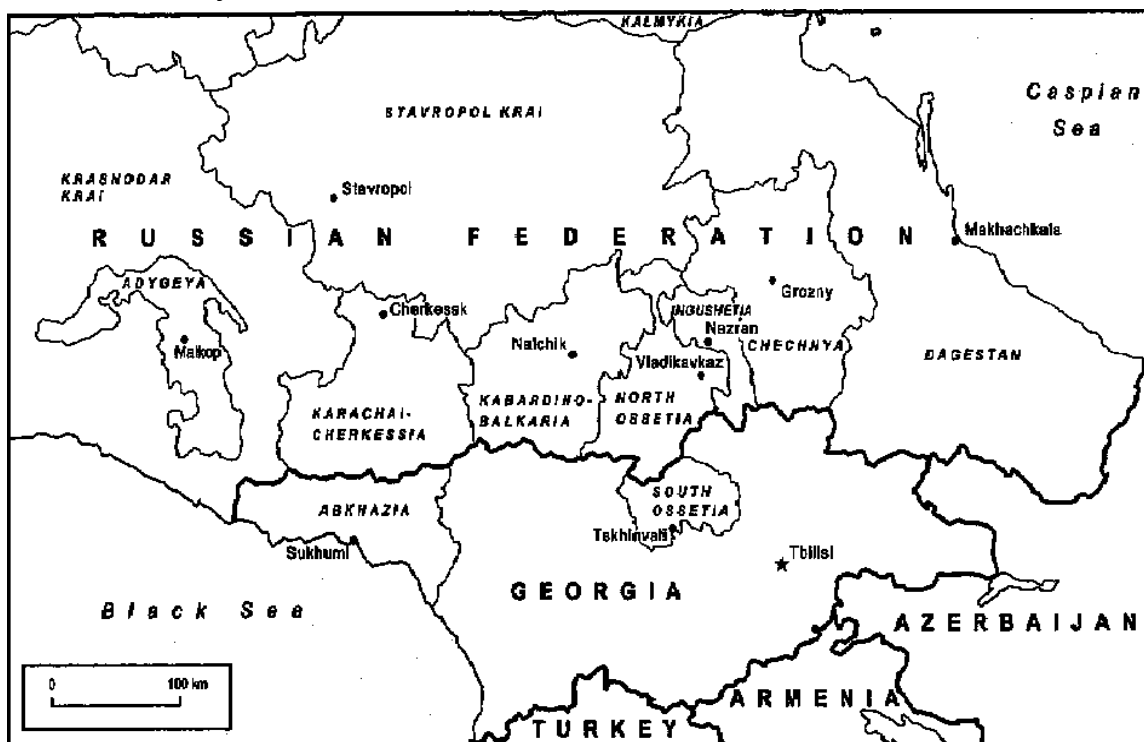 KALMYKIA
Caspian
Sea
STAVROPOL KRAI
KRASNODAR
KRAI
Stavropol
RUSSIAN FEDERATION
Makhachkala
ADYGEYA
Grozny
Cherkessk
INGUSHETIA
Nazran
Maikop
Nalchik
CHECHNYA
DAGESTAN
Vladikavkaz
KABARDINO-
BALKARIA
NORTH
OSSETIA
KARACHAI-
CHERKESSIA
SOUTH
OSSETIA
ABKHAZIA
Tskhinvali
Sukhumi
Tbilisi
GEORGIA
Black Sea
AZERBAIJAN
0 100 km
ARMENIA
TURKEY